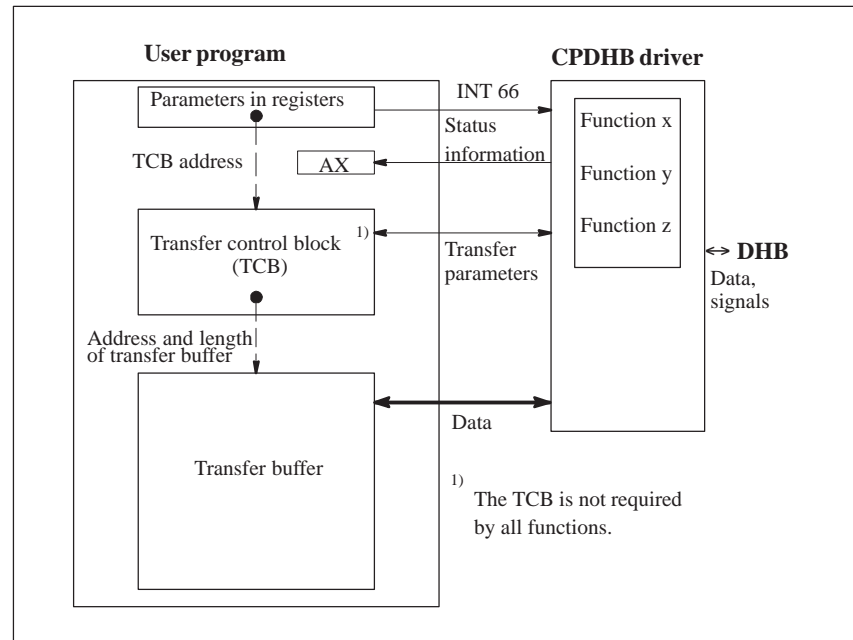 User program
CPDHB driver
Parameters in registers
INT 66
Function x
Status
information
TCB address
AX
Function y
Function z
Transfer control block
(TCB)
1)
Transfer
parameters
DHB
Data,
signals
Address and length
of transfer buffer
Data
Transfer buffer
1)
The TCB is not required
by all functions.